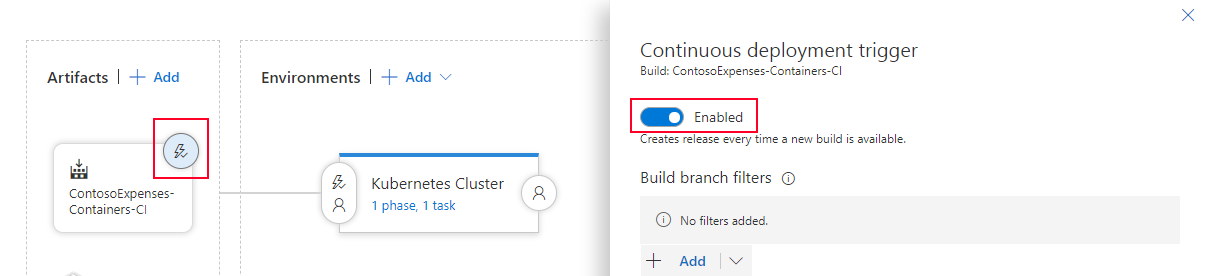 Artifacts | + Add
Environments | + Add
ContosoExpenses-
Containers-CI
Kubernetes Cluster
1 phase, 1 task
Continuous deployment trigger
Build: ContosoExpenses-Containers-CI
Enabled
Creates release every time a new build is available.
Build branch filters
No filters added.
+ Add